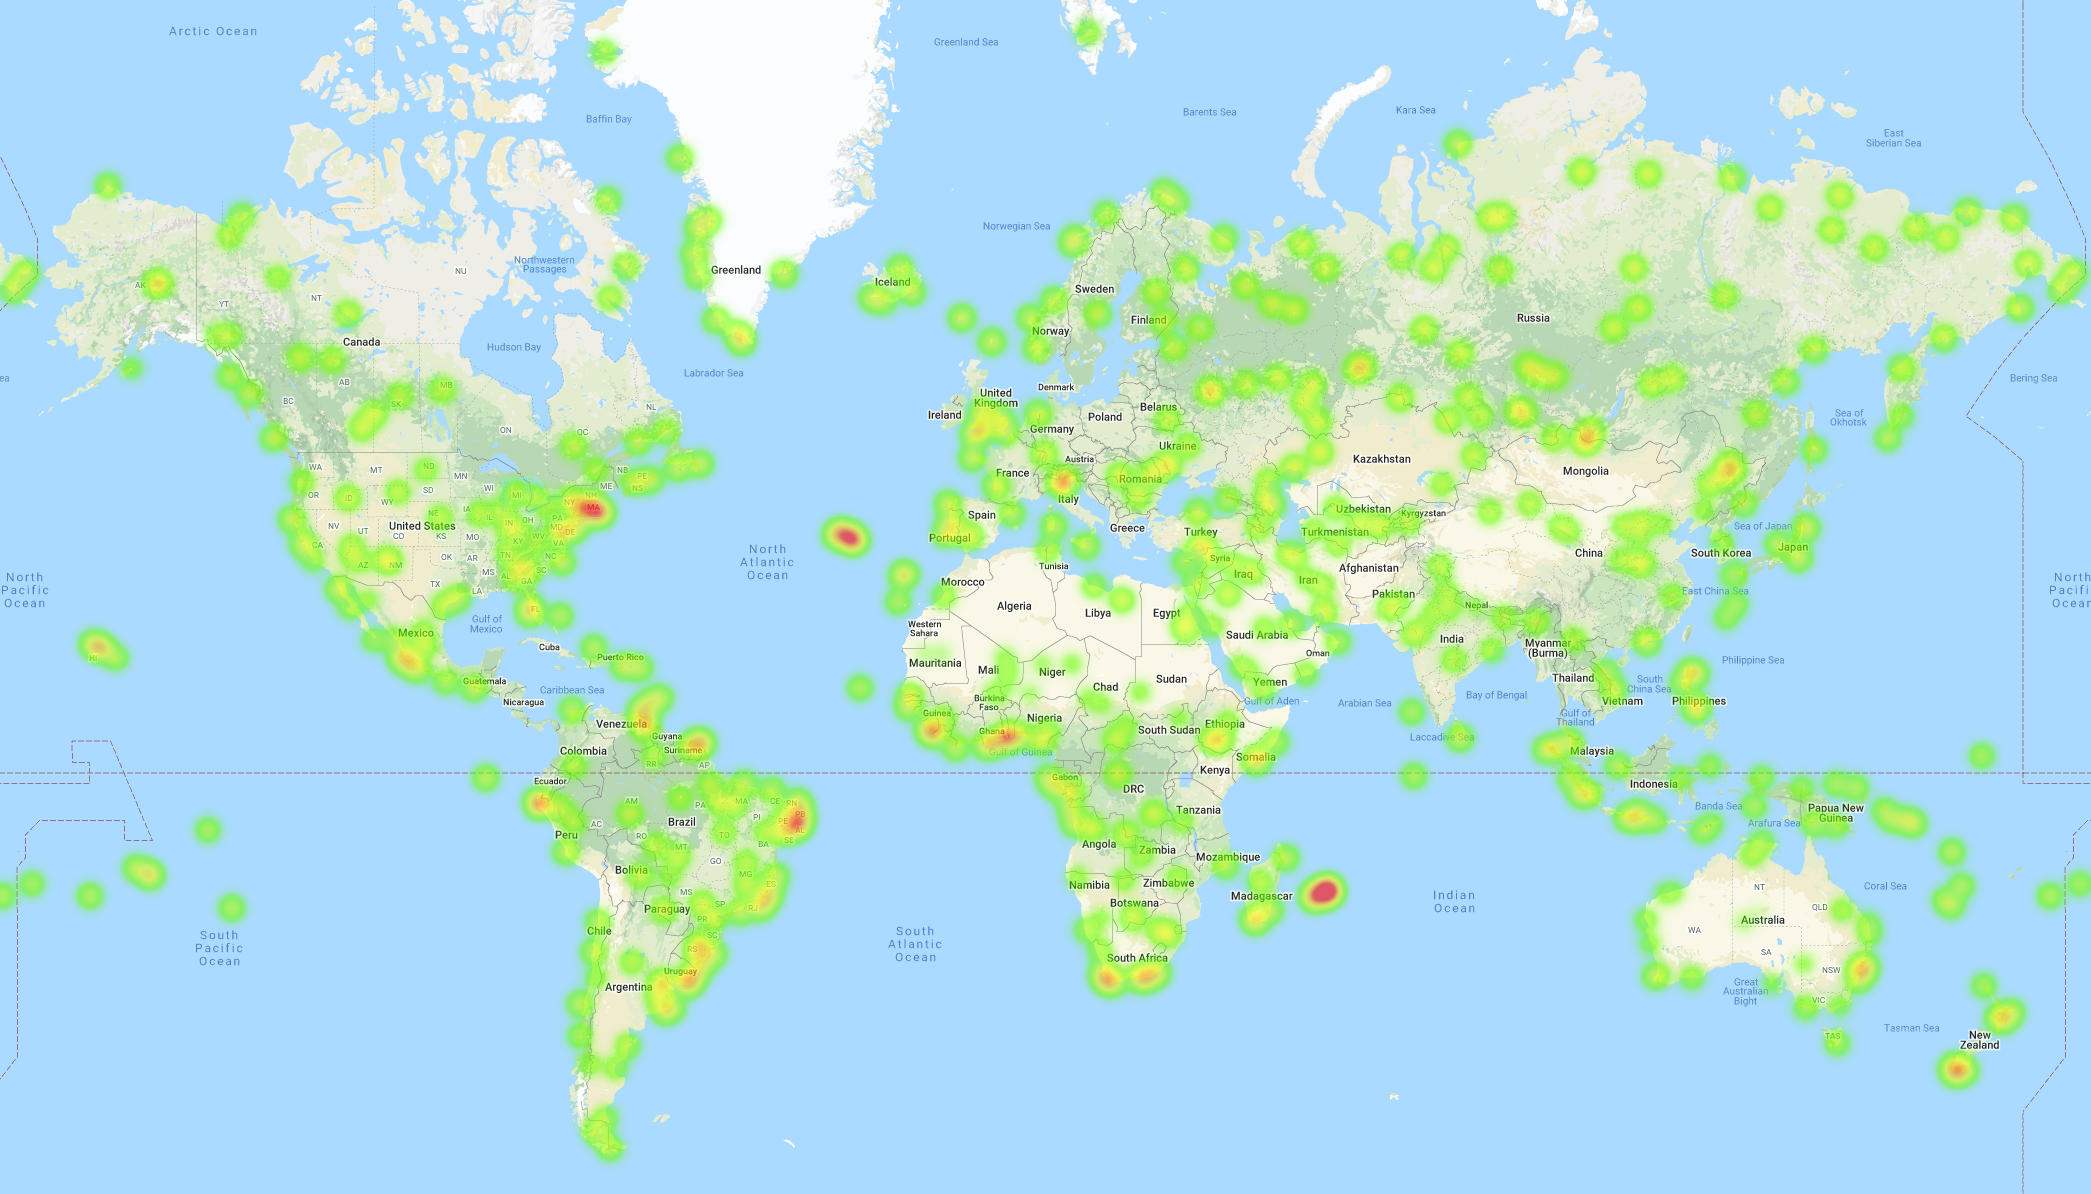 Arctic Ocean
Greenland Sea
Barents Sea
Kara Sea
Baffin Bay
East
Siberian Sea
Norwegian Sea
Northwestern
Passages
NU
Greenland
Iceland
AK
YT
NT
Sweden
Finland
Norway
Russia
Canada
Hudson Bay
Labrador Sea
ea
Bering Sea
AB
MB
SK
BC
ON
QC
NL
NB
PE
NS
Denmark
United
Kingdom
Ireland
Belarus
Poland
Germany
Ukraine
Austria
France
Romania
Italy
Kazakhstan
Mongolia
Sea of
Okhotsk
WA
MT
ND
MN
OR
ID
SD
WI
MI
ME
WY
NY
NH
MA
IA
NE
IL
IN
OH
PA
MD
DE
NV
UT
United States
CO
KS
MO
KY
WV
VA
CA
AZ
NM
OK
AR
TN
NC
SC
MS
AL
GA
TX
LA
FL
Spain
Portugal
Greece
Turkey
Uzbekistan
Kyrgyzstan
Turkmenistan
Sea of Japan
Japan
South Korea
China
North
Atlantic
Ocean
North
Pacific
Ocean
North
Pacifi
Ocean
Tunisia
Syria
Iraq
Iran
Afghanistan
Morocco
Algeria
Libya
Egypt
Pakistan
Nepal
East China Sea
Gulf of
Mexico
Mexico
Western
Sahara
Saudi Arabia
India
Myanmar
(Burma)
Oman
Cuba
Puerto Rico
HI
Mauritania
Mali
Niger
Chad
Sudan
Yemen
Philippine Sea
Guatemala
Caribbean Sea
Nicaragua
Burkina
Faso
Gulf of Aden
Arabian Sea
Bay of Bengal
Thailand
South
China Sea
Vietnam
Philippines
Gulf of
Thailand
Venezuela
Guinea
Nigeria
Ghana
Gulf of Guinea
South Sudan
Ethiopia
Laccadive Sea
Guyana
Suriname
Colombia
Malaysia
Somalia
RR
AP
Ecuador
Gabon
Kenya
DRC
Indonesia
AM
PA
MA
CE
RN
PB
PE
AL
SE
PI
Brazil
AC
RO
TO
BA
Peru
Tanzania
Banda Sea
Papua New
Guinea
Arafura Sea
Angola
Zambia
Mozambique
MT
GO
Bolivia
MG
ES
MS
SP
RJ
Namibia
Zimbabwe
Madagascar
Botswana
Indian
Ocean
NT
Coral Sea
QLD
Australia
WA
Paraguay
PR
SC
Chile
RS
South
Pacific
Ocean
South
Atlantic
Ocean
South Africa
SA
NSW
Uruguay
Argentina
Great
Australian
Bight
VIC
TAS
Tasman Sea
New
Zealand